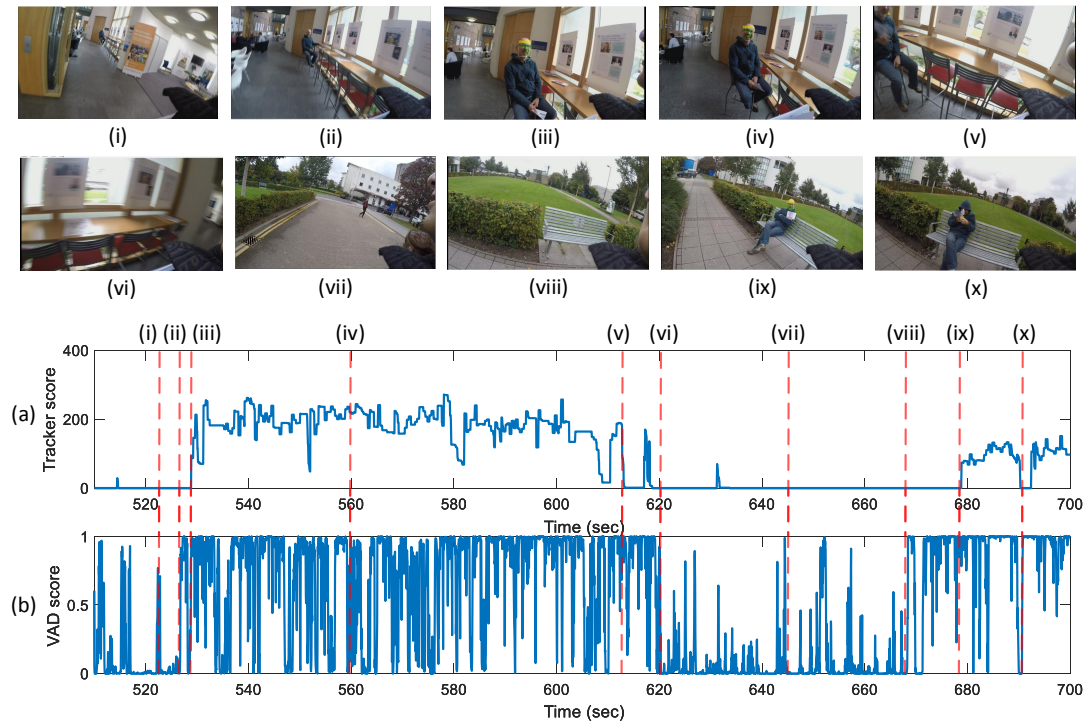 (i) (ii) (iii) (iv) (v)
(vi) (vii) (viii) (ix) (x)
(i) (ii) (iii) (iv) (v) (vi) (vii) (viii) (ix) (x)
(a)
Tracker score
400
200
0
520 540 560 580 600 620 640 660 680 700
Time (sec)
(b)
VAD score
1
0.5
0
520 540 560 580 600 620 640 660 680 700
Time (sec)